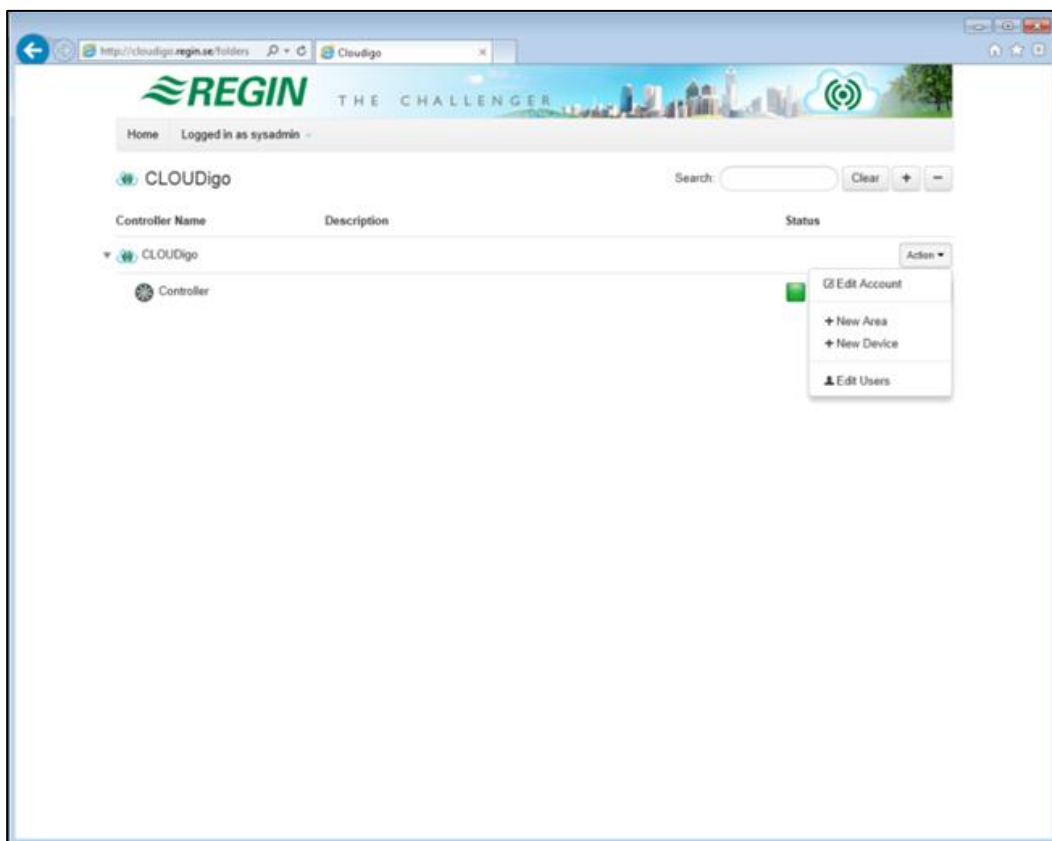 http://cloudigo.regin.se/folders
Cloudigo
REGIN THE CHALLENGER
Home Logged in as sysadmin
CLOUDigo Search: Clear + −
Controller Name Description Status
CLOUDigo Action
Controller Edit Account
+ New Area
+ New Device
Edit Users